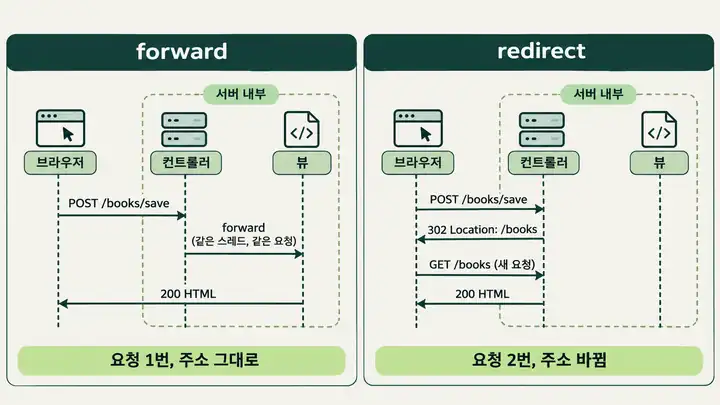 forward
서버 내부
브라우저
컨트롤러
뷰
POST /books/save
forward
(같은 스레드, 같은 요청)
200 HTML
요청 1번, 주소 그대로
redirect
서버 내부
브라우저
컨트롤러
뷰
POST /books/save
302 Location: /books
GET /books (새 요청)
200 HTML
요청 2번, 주소 바뀜